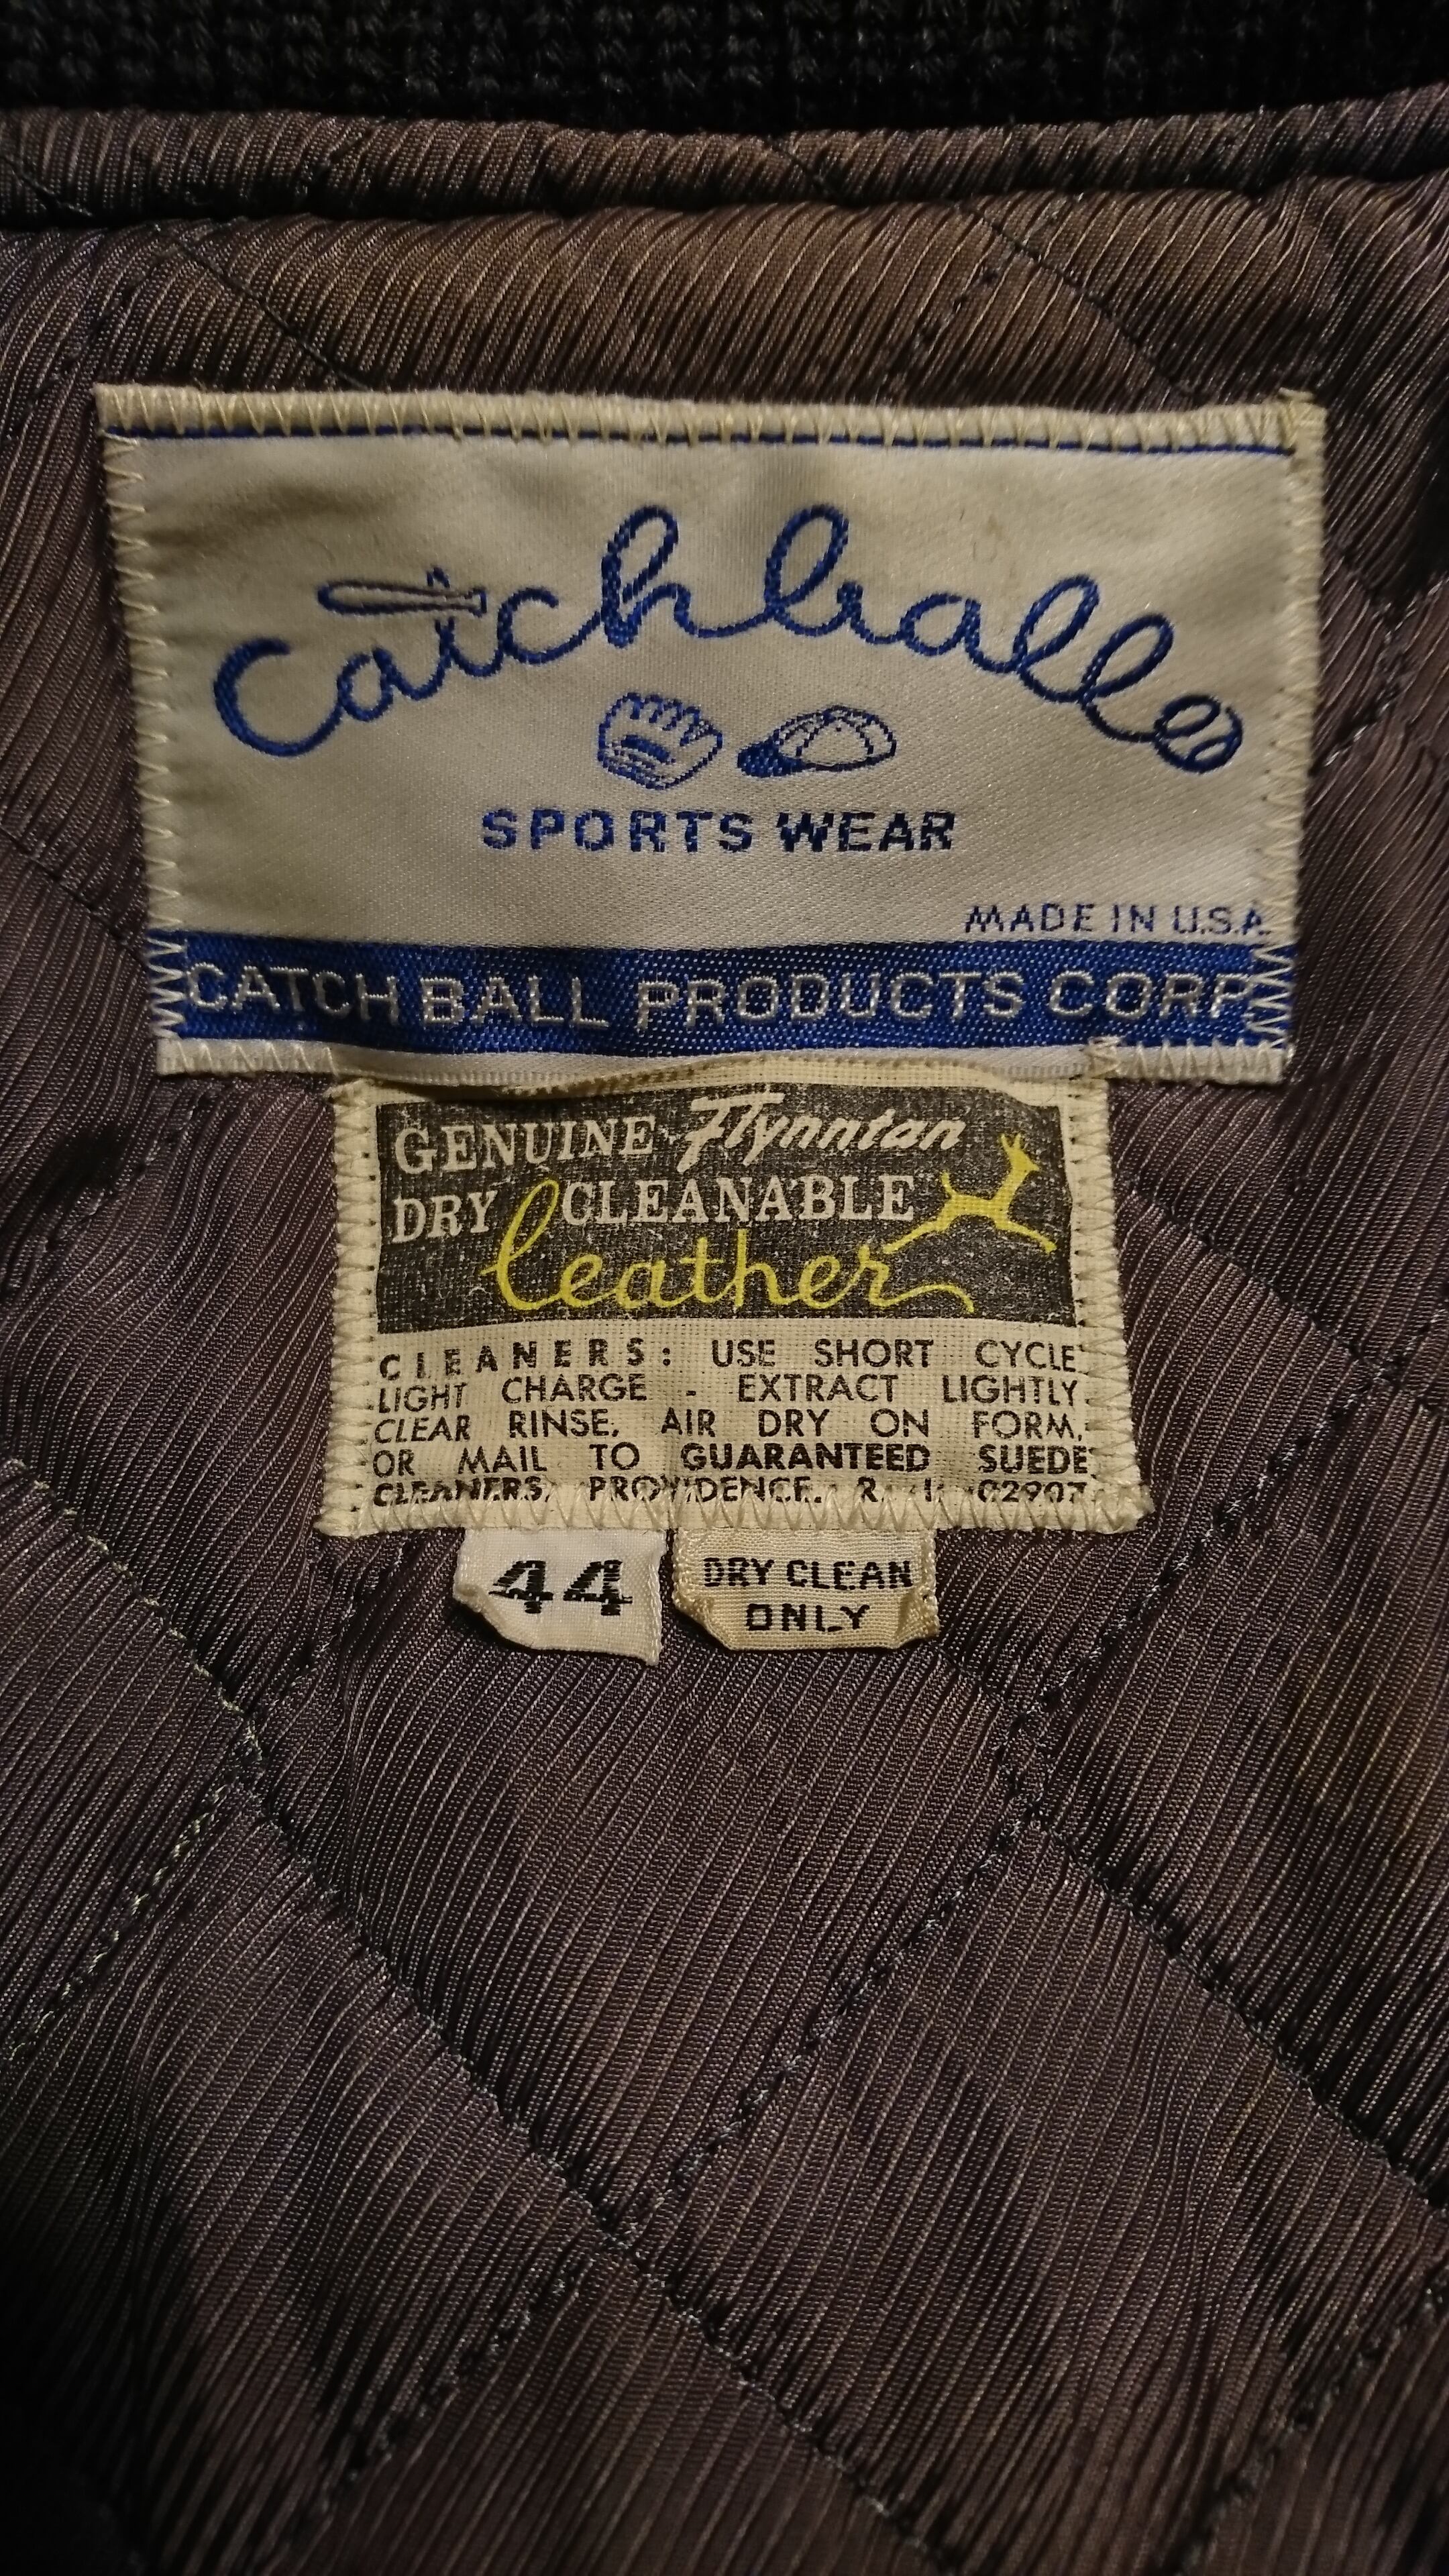 Catchball
SPORTS WEAR
MADE IN U.S.A.
CATCH BALL PRODUCTS CORP.
GENUINE Flynntan
DRY CLEANABLE
leather
CLEANERS: USE SHORT CYCLE
LIGHT CHARGE - EXTRACT LIGHTLY
CLEAR RINSE, AIR DRY ON FORM,
OR MAIL TO GUARANTEED SUEDE
CLEANERS, PROVIDENCE, R. I. 02907
44
DRY CLEAN
ONLY